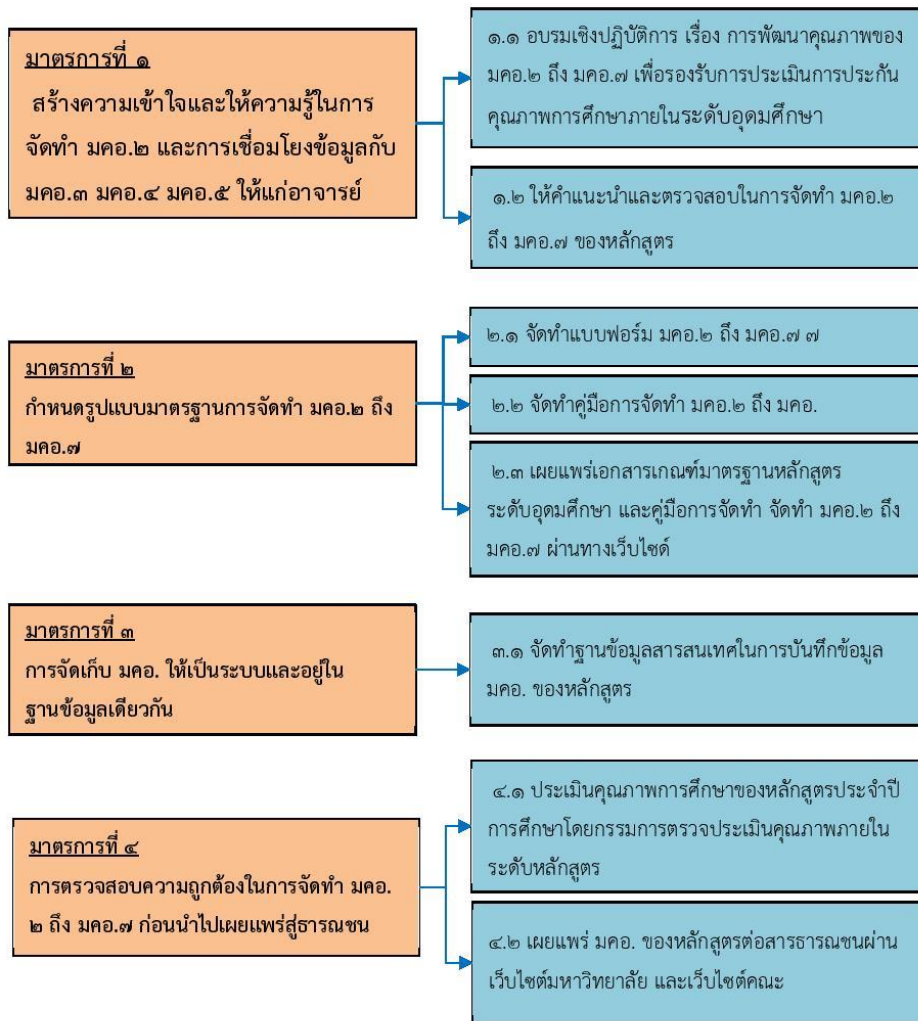 มาตรการที่ ๑
สร้างความเข้าใจและให้ความรู้ในการ
จัดทำ มคอ.๒ และการเชื่อมโยงข้อมูลกับ
มคอ.๓ มคอ.๔ มคอ.๕ ให้แก่อาจารย์
๑.๑ อบรมเชิงปฏิบัติการ เรื่อง การพัฒนาคุณภาพของ
มคอ.๒ ถึง มคอ.๗ เพื่อรองรับการประเมินการประกัน
คุณภาพการศึกษาภายในระดับอุดมศึกษา
๑.๒ ให้คำแนะนำและตรวจสอบในการจัดทำ มคอ.๒
ถึง มคอ.๗ ของหลักสูตร
มาตรการที่ ๒
กำหนดรูปแบบมาตรฐานการจัดทำ มคอ.๒ ถึง
มคอ.๗
๒.๑ จัดทำแบบฟอร์ม มคอ.๒ ถึง มคอ.๗ ๗
๒.๒ จัดทำคู่มือการจัดทำ มคอ.๒ ถึง มคอ.
๒.๓ เผยแพร่เอกสารเกณฑ์มาตรฐานหลักสูตร
ระดับอุดมศึกษา และคู่มือการจัดทำ จัดทำ มคอ.๒ ถึง
มคอ.๗ ผ่านทางเว็บไซด์
มาตรการที่ ๓
การจัดเก็บ มคอ. ให้เป็นระบบและอยู่ใน
ฐานข้อมูลเดียวกัน
๓.๑ จัดทำฐานข้อมูลสารสนเทศในการบันทึกข้อมูล
มคอ. ของหลักสูตร
มาตรการที่ ๔
การตรวจสอบความถูกต้องในการจัดทำ มคอ.
๒ ถึง มคอ.๗ ก่อนนำไปเผยแพร่สู่ธารณชน
๔.๑ ประเมินคุณภาพการศึกษาของหลักสูตรประจำปี
การศึกษาโดยกรรมการตรวจประเมินคุณภาพภายใน
ระดับหลักสูตร
๔.๒ เผยแพร่ มคอ. ของหลักสูตรต่อสารธารณชนผ่าน
เว็บไซต์มหาวิทยาลัย และเว็บไซต์คณะ